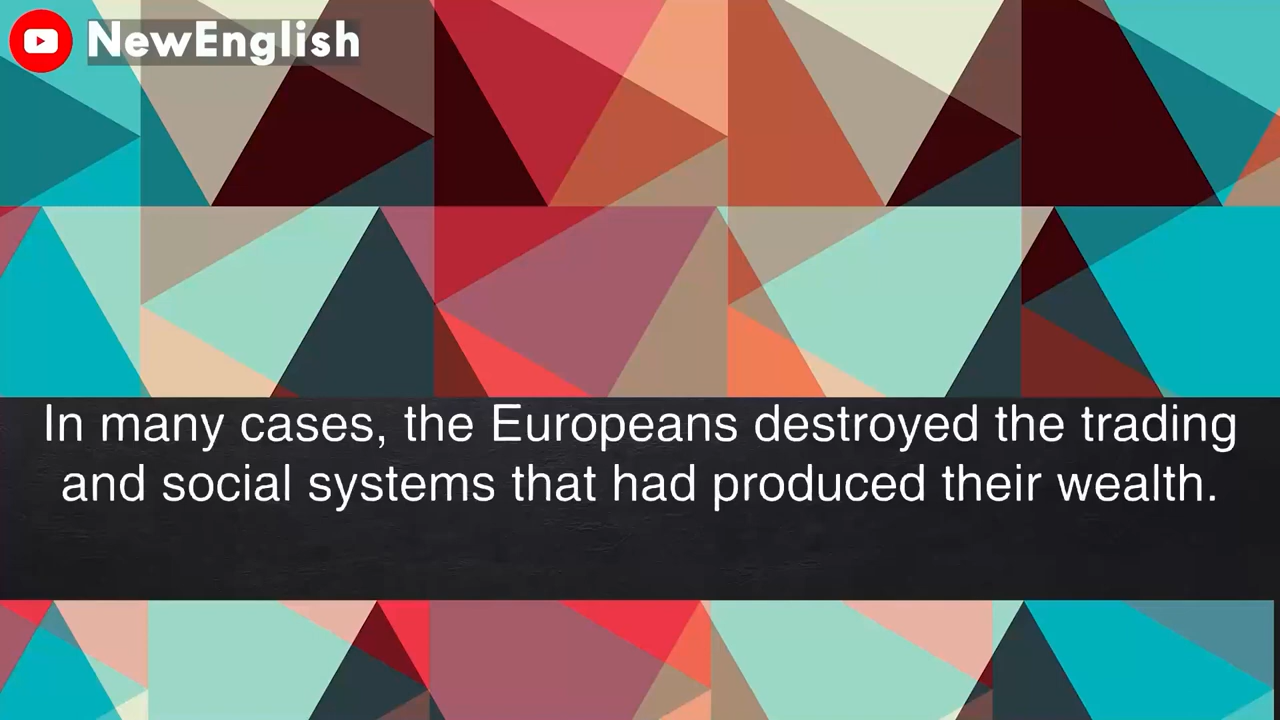 NewEnglish
In many cases, the Europeans destroyed the trading
and social systems that had produced their wealth.